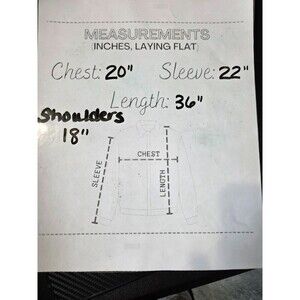 MEASUREMENTS
(INCHES, LAYING FLAT)
Chest: 20" Sleeve: 22"
Length: 36"
Shoulders
18"
CHEST
SLEEVE
LENGTH